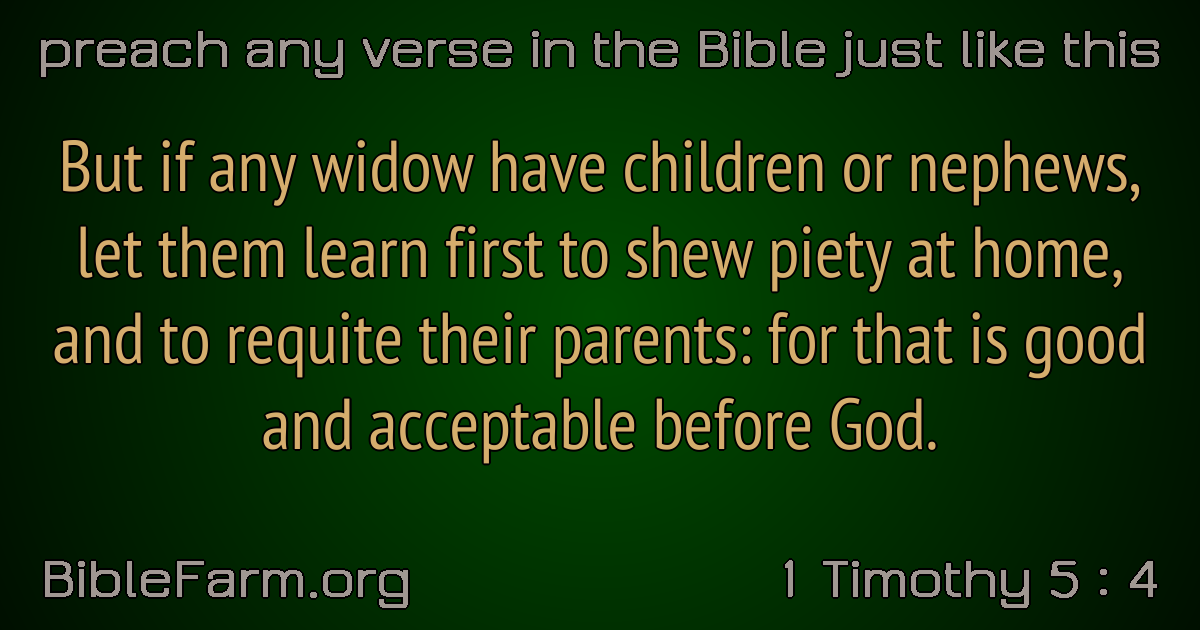 preach any verse in the Bible just like this
But if any widow have children or nephews,
let them learn first to shew piety at home,
and to requite their parents: for that is good
and acceptable before God.
BibleFarm.org
1 Timothy 5 : 4